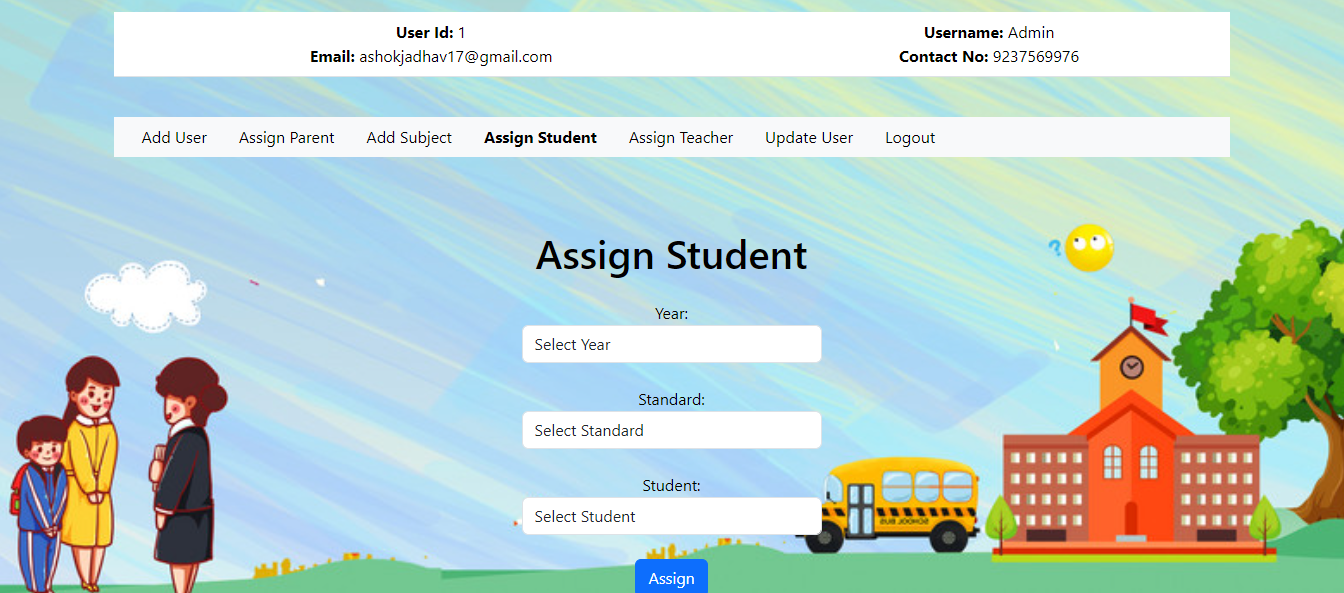 User Id: 1
Username: Admin
Email: ashokjadhav17@gmail.com
Contact No: 9237569976
Add User Assign Parent Add Subject Assign Student Assign Teacher Update User Logout
Assign Student
?
Year:
Select Year
Standard:
Select Standard
Student:
Select Student
SCHOOL BUS
Assign